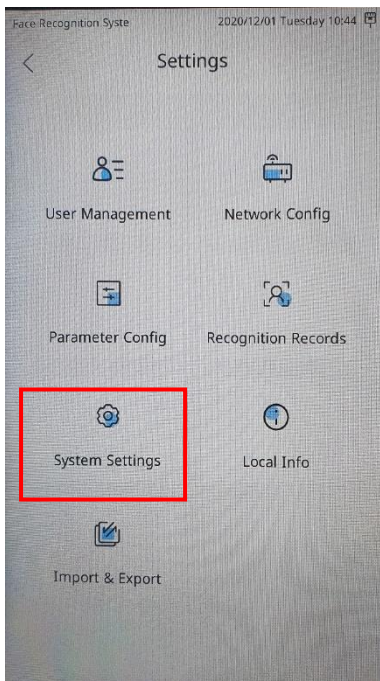 Face Recognition Syste
2020/12/01 Tuesday 10:44
Settings
User Management
Network Config
Parameter Config
Recognition Records
System Settings
Local Info
Import & Export